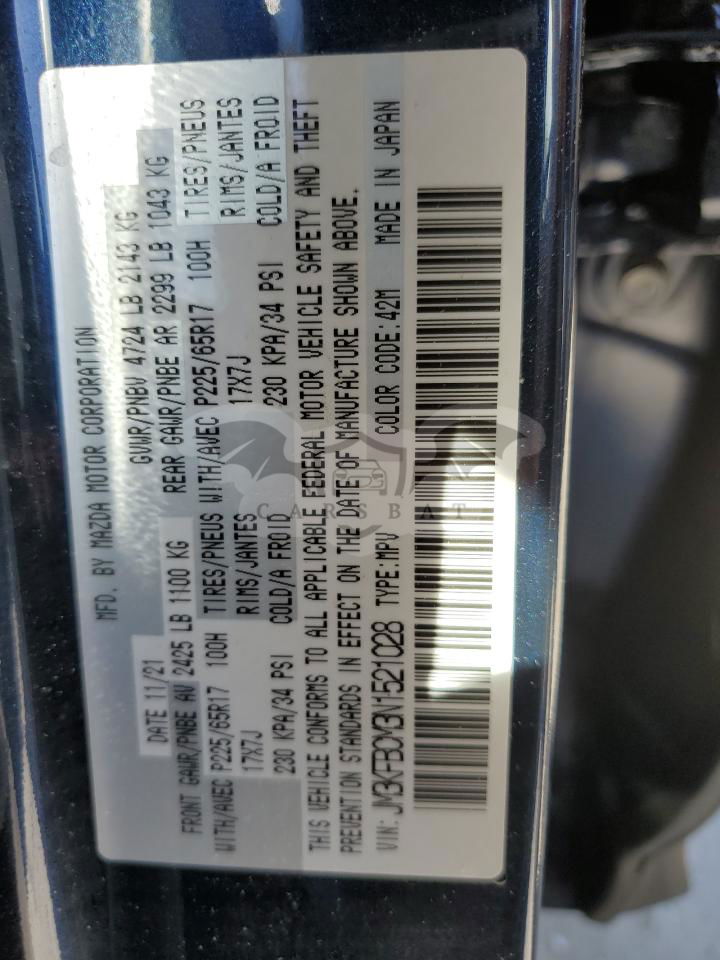 MFD. BY MAZDA MOTOR CORPORATION
DATE 11/21 GVWR/PNBV 4724 LB 2143 KG
FRONT GAWR/PNBE AV 2425 LB 1100 KG REAR GAWR/PNBE AR 2299 LB 1043 KG
WITH/AVEC P225/65R17 100H TIRES/PNEUS WITH/AVEC P225/65R17 100H TIRES/PNEUS
17X7J RIMS/JANTES 17X7J RIMS/JANTES
230 KPA/34 PSI COLD/A FROID 230 KPA/34 PSI COLD/A FROID
THIS VEHICLE CONFORMS TO ALL APPLICABLE FEDERAL MOTOR VEHICLE SAFETY AND THEFT
PREVENTION STANDARDS IN EFFECT ON THE DATE OF MANUFACTURE SHOWN ABOVE.
VIN: JM3KFBCM3N1521028 TYPE:MPV COLOR CODE:42M MADE IN JAPAN
CARSBAT